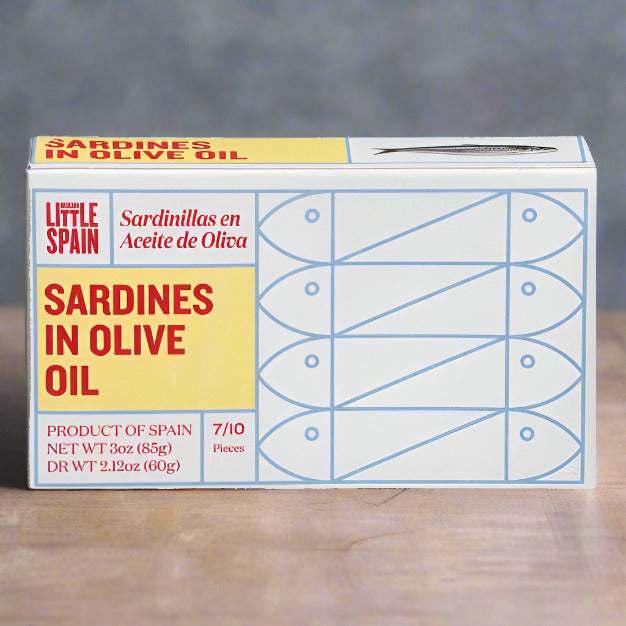 SARDINES
IN OLIVE OIL
MERCADO
LITTLE
SPAIN
Sardinillas en
Aceite de Oliva
SARDINES
IN OLIVE
OIL
PRODUCT OF SPAIN
NET WT 3oz (85g)
DR WT 2.12oz (60g)
7/10
Pieces